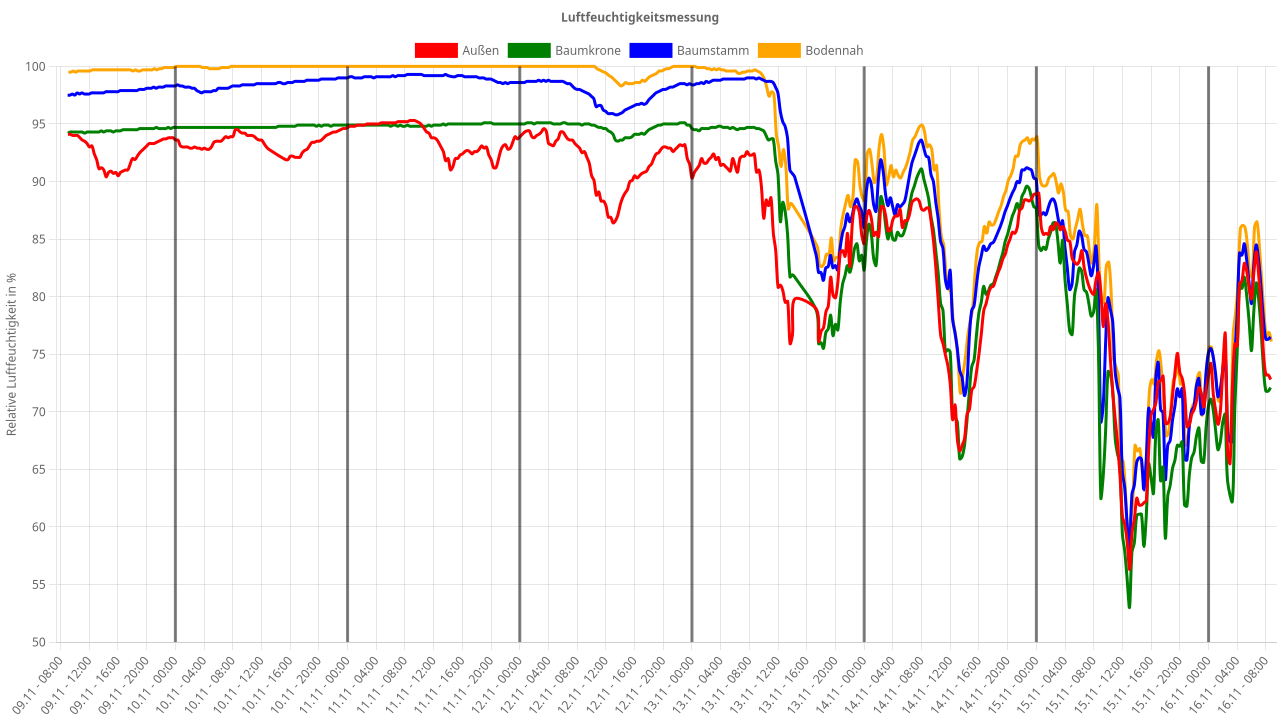 Luftfeuchtigkeitsmessung
Außen Baumkrone Baumstamm Bodennah
Relative Luftfeuchtigkeit in %
100
95
90
85
80
75
70
65
60
55
50
09.11 - 08:00
09.11 - 12:00
09.11 - 16:00
09.11 - 20:00
10.11 - 00:00
10.11 - 04:00
10.11 - 08:00
10.11 - 12:00
10.11 - 16:00
10.11 - 20:00
11.11 - 00:00
11.11 - 04:00
11.11 - 08:00
11.11 - 12:00
11.11 - 16:00
11.11 - 20:00
12.11 - 00:00
12.11 - 04:00
12.11 - 08:00
12.11 - 12:00
12.11 - 16:00
12.11 - 20:00
13.11 - 00:00
13.11 - 04:00
13.11 - 08:00
13.11 - 12:00
13.11 - 16:00
13.11 - 20:00
14.11 - 00:00
14.11 - 04:00
14.11 - 08:00
14.11 - 12:00
14.11 - 16:00
14.11 - 20:00
15.11 - 00:00
15.11 - 04:00
15.11 - 08:00
15.11 - 12:00
15.11 - 16:00
15.11 - 20:00
16.11 - 00:00
16.11 - 04:00
16.11 - 08:00